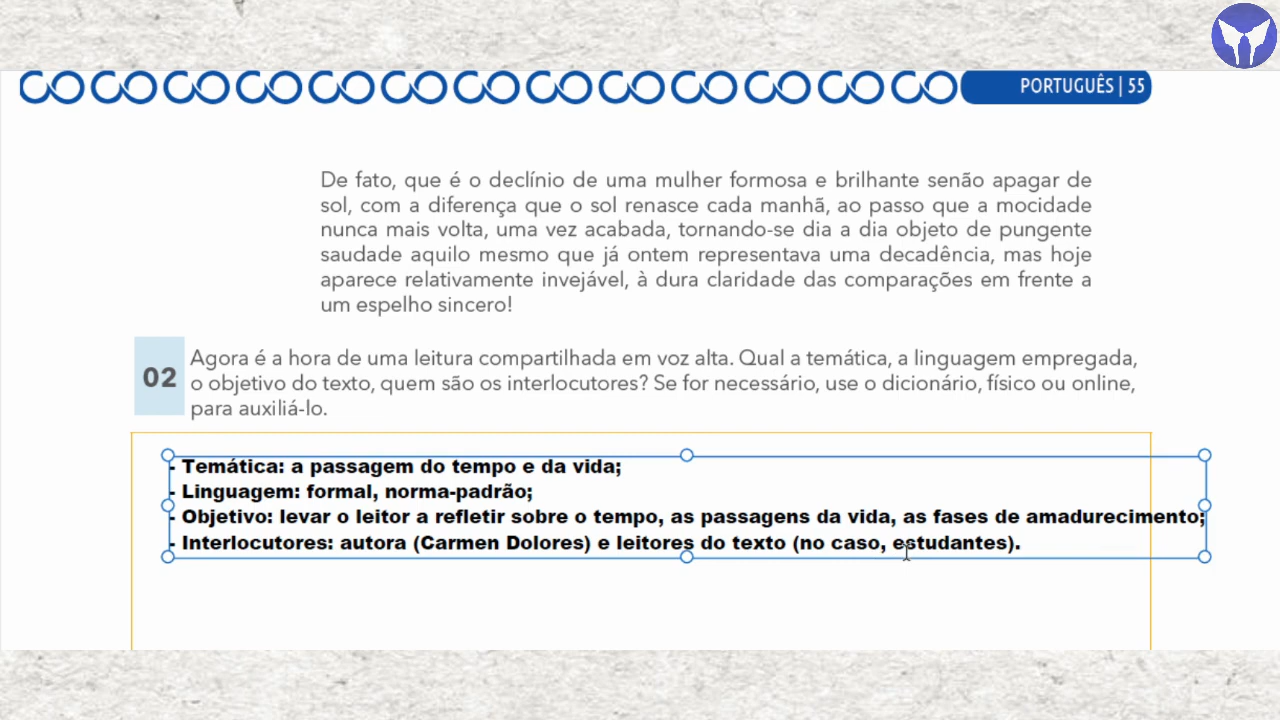 PORTUGUÊS | 55
De fato, que é o declínio de uma mulher formosa e brilhante senão apagar de
sol, com a diferença que o sol renasce cada manhã, ao passo que a mocidade
nunca mais volta, uma vez acabada, tornando-se dia a dia objeto de pungente
saudade aquilo mesmo que já ontem representava uma decadência, mas hoje
aparece relativamente invejável, à dura claridade das comparações em frente a
um espelho sincero!
02
Agora é a hora de uma leitura compartilhada em voz alta. Qual a temática, a linguagem empregada,
o objetivo do texto, quem são os interlocutores? Se for necessário, use o dicionário, físico ou online,
para auxiliá-lo.
- Temática: a passagem do tempo e da vida;
- Linguagem: formal, norma-padrão;
- Objetivo: levar o leitor a refletir sobre o tempo, as passagens da vida, as fases de amadurecimento;
- Interlocutores: autora (Carmen Dolores) e leitores do texto (no caso, estudantes).